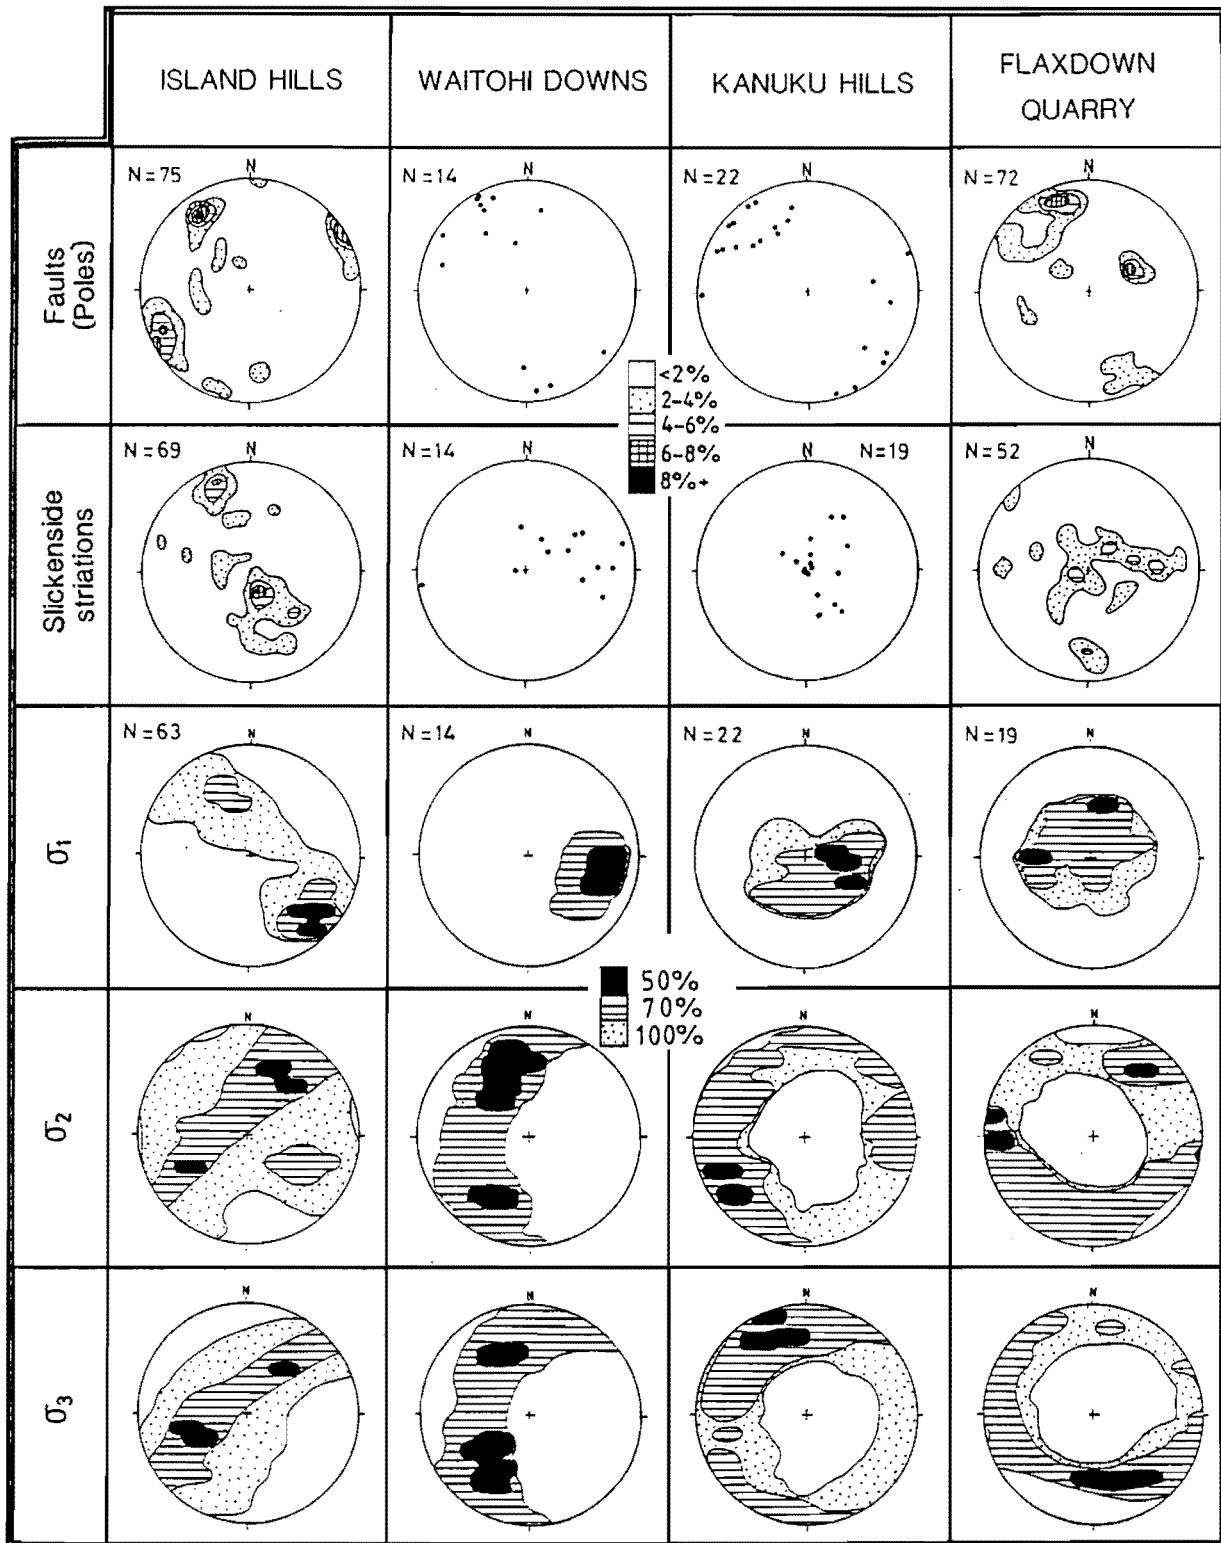 ISLAND HILLS
WAITOHI DOWNS
KANUKU HILLS
FLAXDOWN
QUARRY
Faults
(Poles)
N=75
N
N=14
N
N=22
N
N=72
N
<2%
2-4%
4-6%
6-8%
8%+
Slickenside
striations
N=69
N
N=14
N
N
N=19
N=52
N
σ1
N=63
N
N=14
N
N=22
N
N=19
N
50%
70%
100%
σ2
N
N
N
N
σ3
N
N
N
N